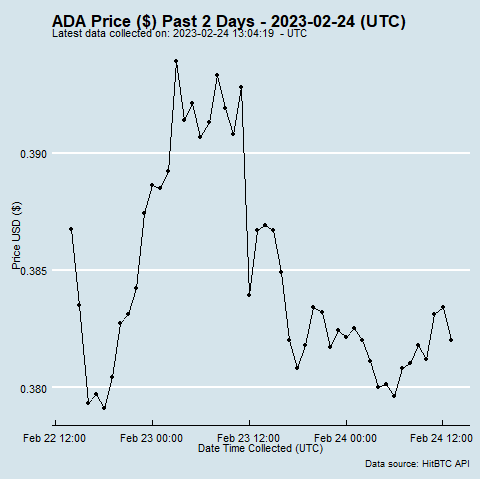 ADA Price ($) Past 2 Days - 2023-02-24 (UTC)
Latest data collected on: 2023-02-24 13:04:19 - UTC
0.390
0.385
0.380
Price USD ($)
Feb 22 12:00 Feb 23 00:00 Feb 23 12:00 Feb 24 00:00 Feb 24 12:00
Date Time Collected (UTC)
Data source: HitBTC API